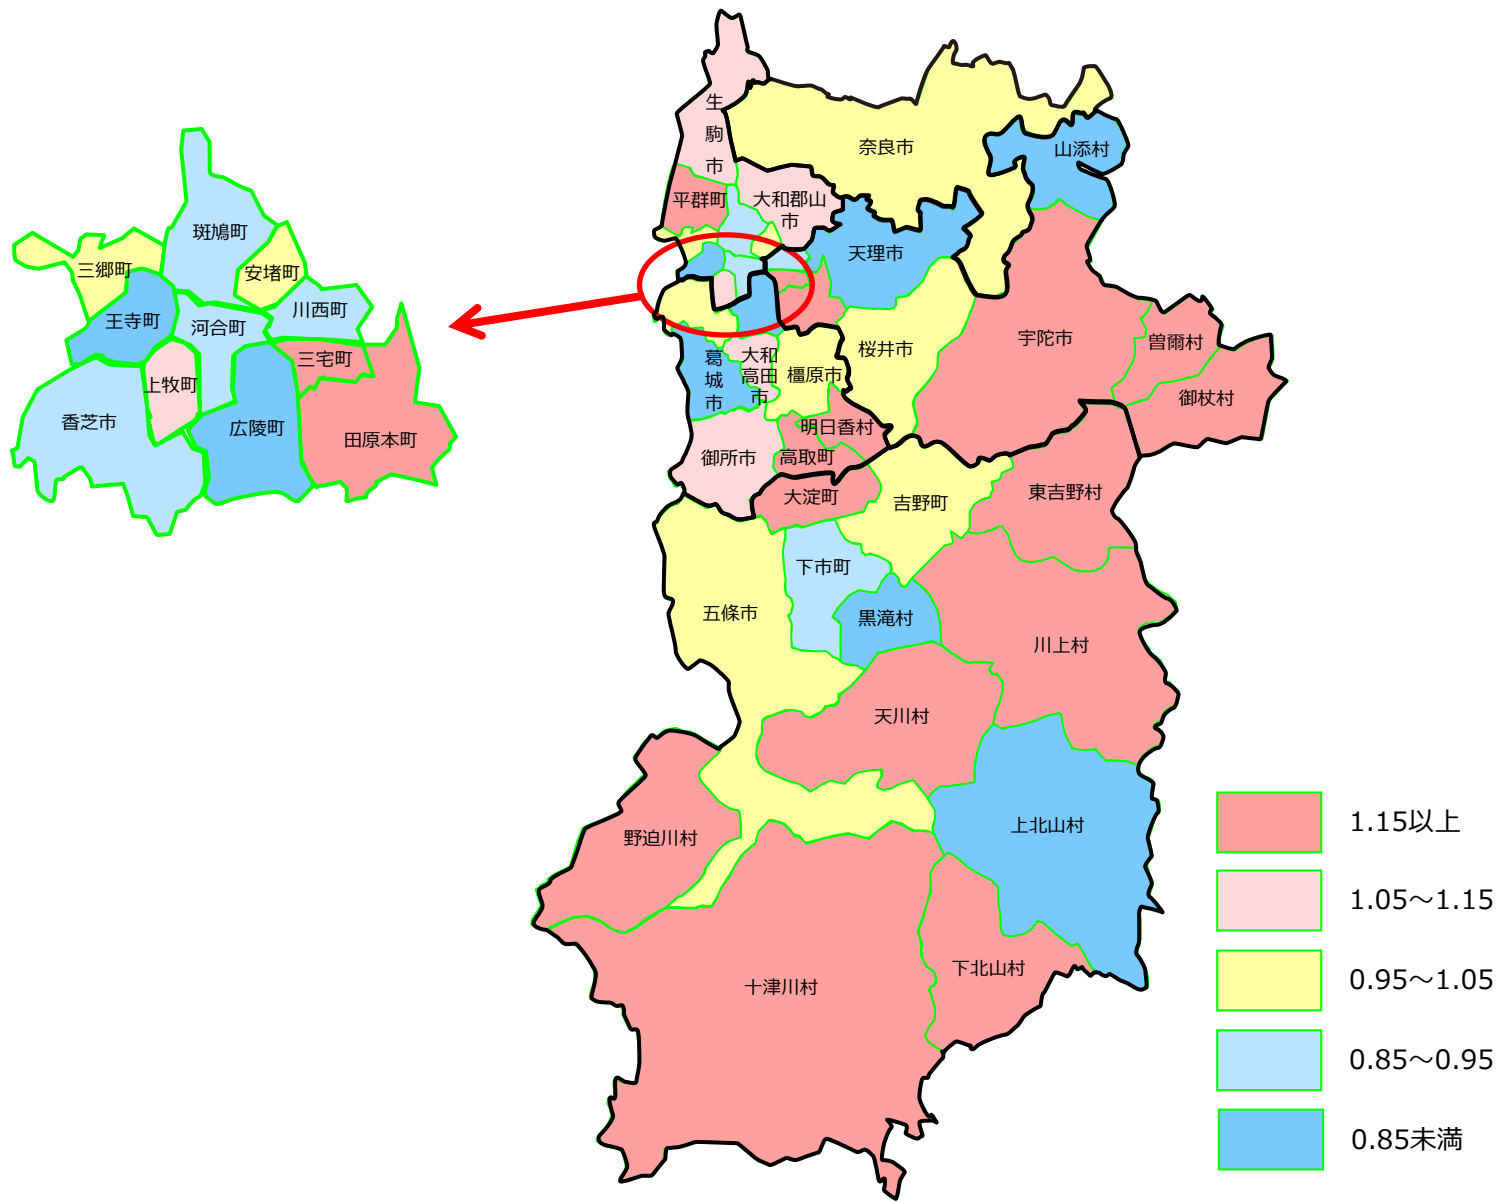 生
駒
市
奈良市
山添村
平群町
大和郡山
市
天理市
斑鳩町
三郷町
安堵町
川西町
王寺町
河合町
三宅町
上牧町
香芝市
広陵町
田原本町
葛
城
市
大和
高田
市
橿原市
桜井市
宇陀市
曽爾村
御杖村
明日香村
高取町
御所市
大淀町
吉野町
東吉野村
下市町
五條市
黒滝村
川上村
天川村
野迫川村
上北山村
十津川村
下北山村
1.15以上
1.05～1.15
0.95～1.05
0.85～0.95
0.85未満